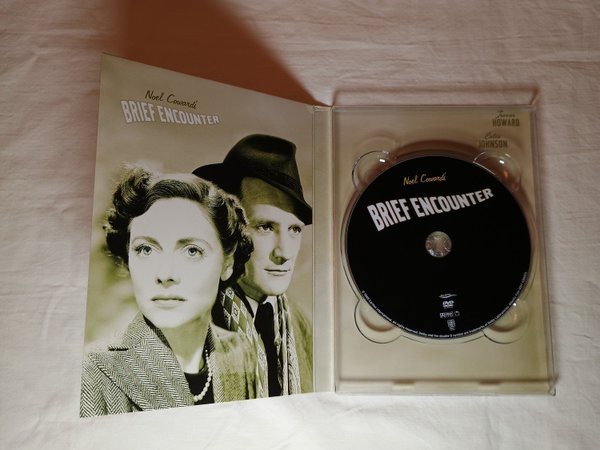 Noel Coward's
BRIEF ENCOUNTER
Trevor
HOWARD
Celia
JOHNSON
Noel Coward's
BRIEF ENCOUNTER
DVD